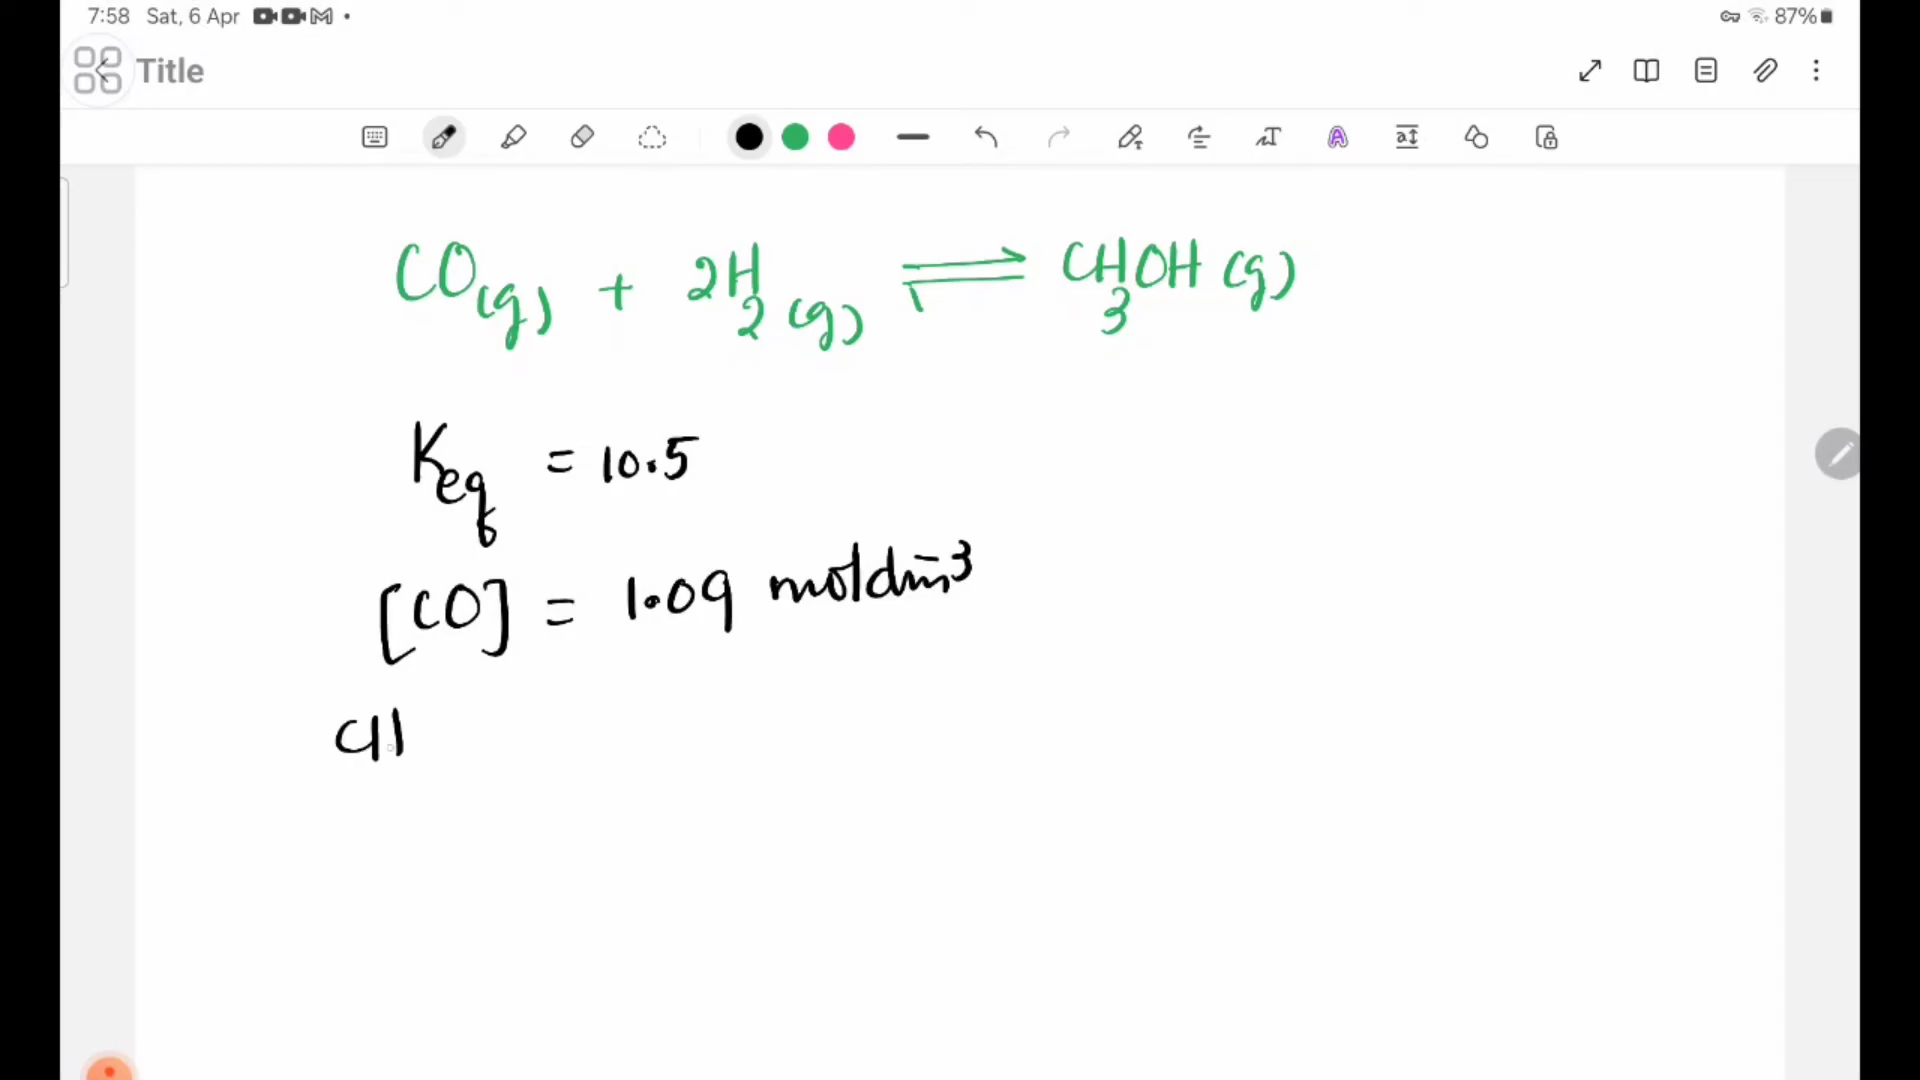 7:58 Sat, 6 Apr 87%
Title
CO(g) + 2H₂(g) ⇌ CH₃OH(g)
Keq = 10.5
[CO] = 1.09 moldm⁻³